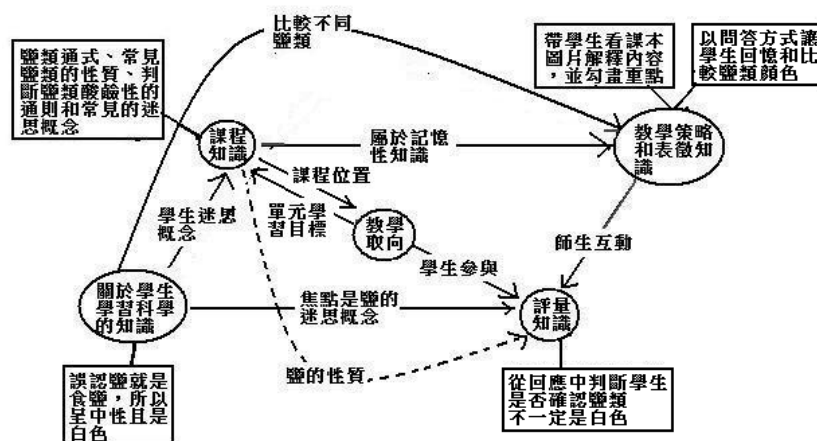 比較不同
鹽類
鹽類通式、常見
鹽類的性質、判
斷鹽類酸鹼性的
通則和常見的迷
思概念
帶學生看課本
圖片解釋內容
，並勾畫重點
以問答方式讓
學生回憶和比
較鹽類顏色
課程
知識
屬於記憶
性知識
教學策略
和表徵知
識
課程位置
學生迷思
概念
單元學
習目標
教學
取向
師生互動
學生參與
關於學生
學習科學
的知識
焦點是鹽的
迷思概念
評量
知識
鹽的性質
誤認鹽就是
食鹽，所以
呈中性且是
白色
從回應中判斷學生
是否確認鹽類
不一定是白色